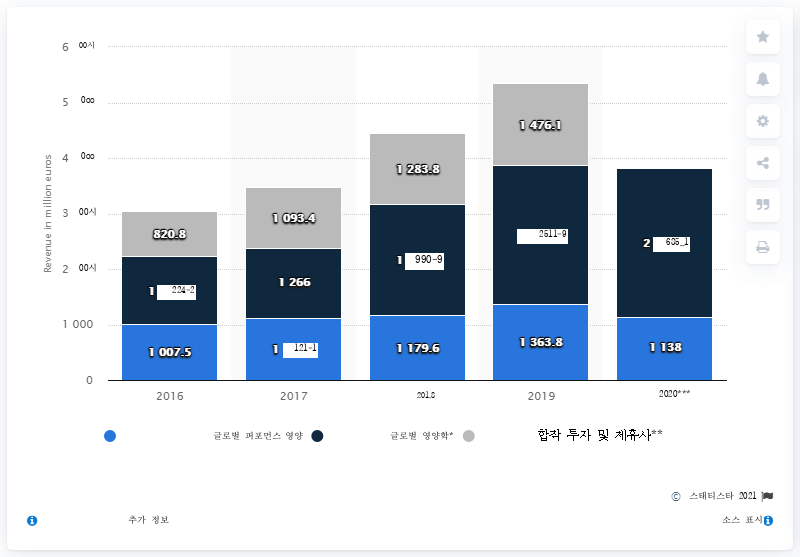 6 00시
5 0∞
4 0∞
3 00시
2 00시
1 000
0
Revenue in million euros
820.8
1 224-2
1 007.5
1 093.4
1 266
1 121-1
1 283.8
1 990-9
1 179.6
1 476.1
2511-9
1 363.8
2 685_1
1 138
2016 2017 2018 2019 2020***
글로벌 퍼포먼스 영양 글로벌 영양학* 합작 투자 및 제휴사**
© 스태티스타 2021
추가 정보 소스 표시